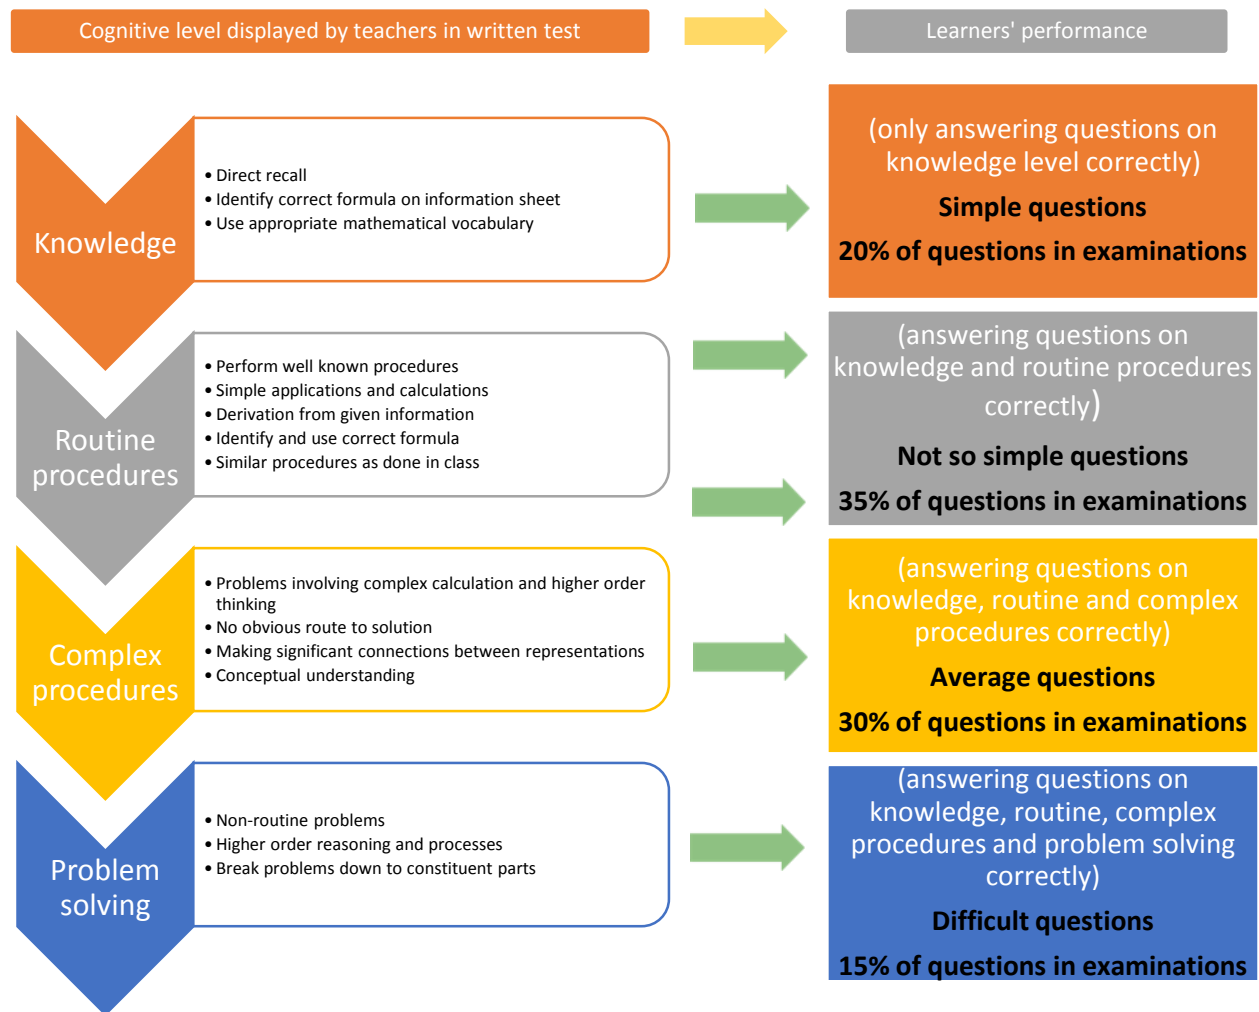 Cognitive level displayed by teachers in written test
Learners' performance
Knowledge
• Direct recall
• Identify correct formula on information sheet
• Use appropriate mathematical vocabulary
(only answering questions on
knowledge level correctly)
Simple questions
20% of questions in examinations
Routine
procedures
• Perform well known procedures
• Simple applications and calculations
• Derivation from given information
• Identify and use correct formula
• Similar procedures as done in class
(answering questions on
knowledge and routine procedures
correctly)
Not so simple questions
35% of questions in examinations
Complex
procedures
• Problems involving complex calculation and higher order
thinking
• No obvious route to solution
• Making significant connections between representations
• Conceptual understanding
(answering questions on
knowledge, routine and complex
procedures correctly)
Average questions
30% of questions in examinations
Problem
solving
• Non-routine problems
• Higher order reasoning and processes
• Break problems down to constituent parts
(answering questions on
knowledge, routine, complex
procedures and problem solving
correctly)
Difficult questions
15% of questions in examinations